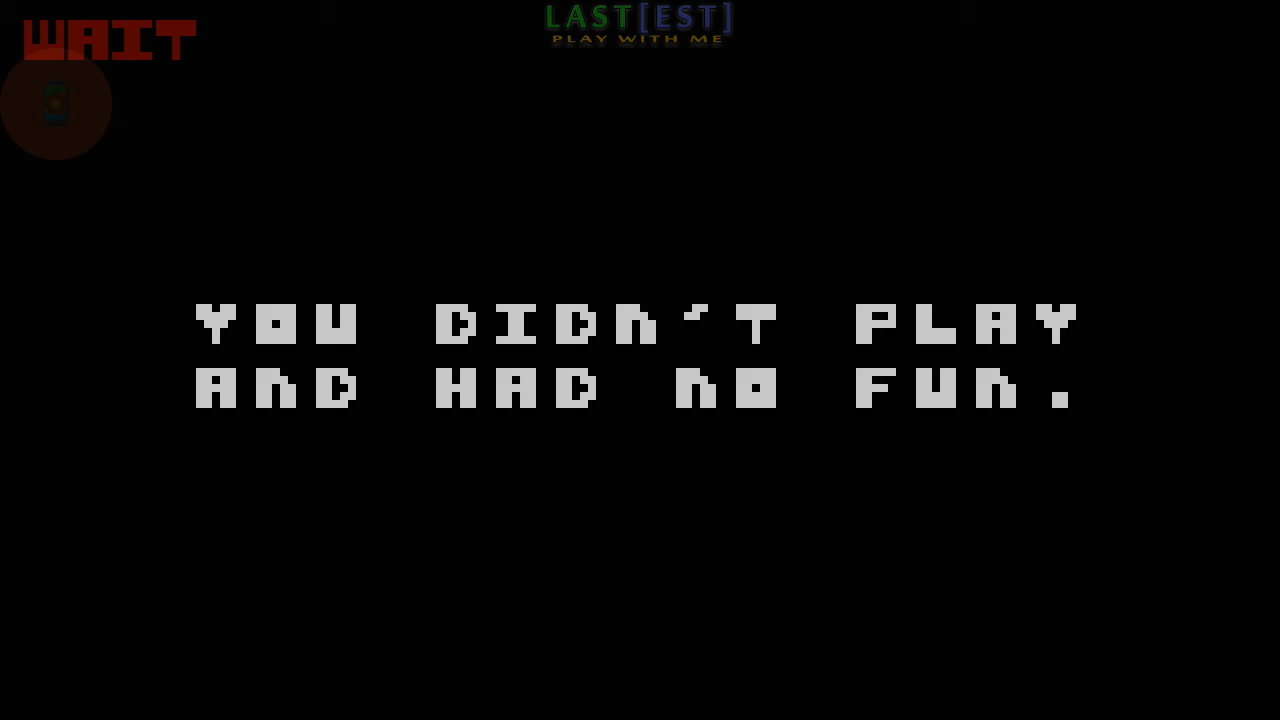 WAIT
LAST[EST]
PLAY WITH ME
YOU DIDN'T PLAY
AND HAD NO FUN.